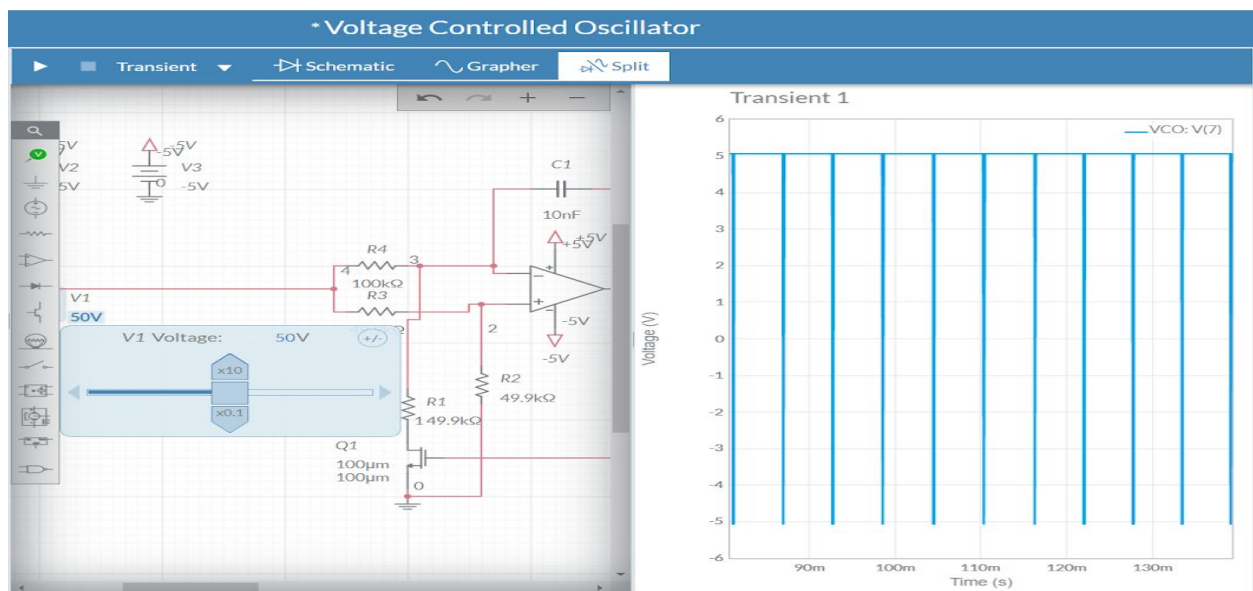 * Voltage Controlled Oscillator
Transient
Schematic
Grapher
Split
V2
5V
-5V
V3
-5V
0
C1
10nF
+5V
R4
4
3
100kΩ
R3
2
-5V
-5V
V1
50V
V1 Voltage: 50V +/-
x10
x0.1
R2
49.9kΩ
R1
1 49.9kΩ
Q1
100µm
100µm
0
Transient 1
VCO: V(7)
6
5
4
3
2
1
0
-1
-2
-3
-4
-5
-6
Voltage (V)
90m 100m 110m 120m 130m
Time (s)